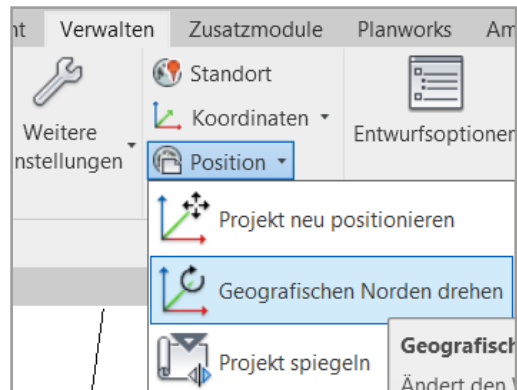 Verwalten Zusatzmodule Planworks
Standort
Koordinaten
Weitere
Entwurfsoptionen
nstellungen
Position
Projekt neu positionieren
Geografischen Norden drehen
Projekt spiegeln
Geografisch
Ändert den